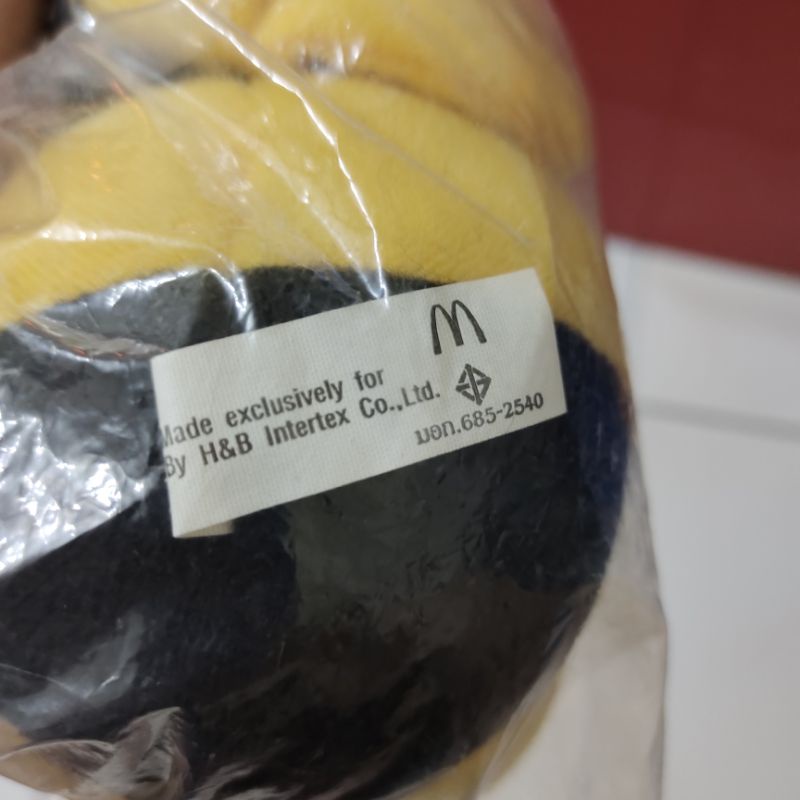 Made exclusively for
By H&B Intertex Co.,Ltd.
มอก.685-2540